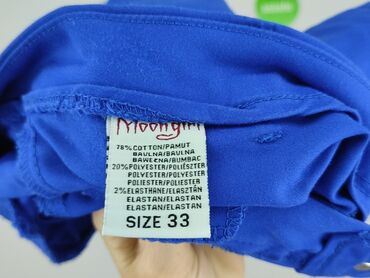 Moongirl
78% COTTON/PAMUT
BAVLNA/BAVLNA
BAWEŁNA/BUMBAC
20%POLYESTER/POLIÉSZTER
POLYESTER/POLYESTER
POLIESTER/POLIESTER
2%ELASTHANE/ELASZTÁN
ELASTAN/ELASTAN
ELASTAN/ELASTAN
SIZE 33